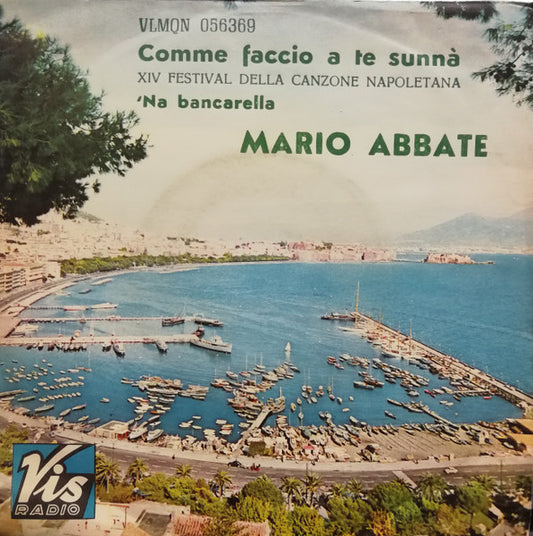 VLMQN 056369
Comme faccio a te sunnà
XIV FESTIVAL DELLA CANZONE NAPOLETANA
'Na bancarella
MARIO ABBATE
Vis
RADIO